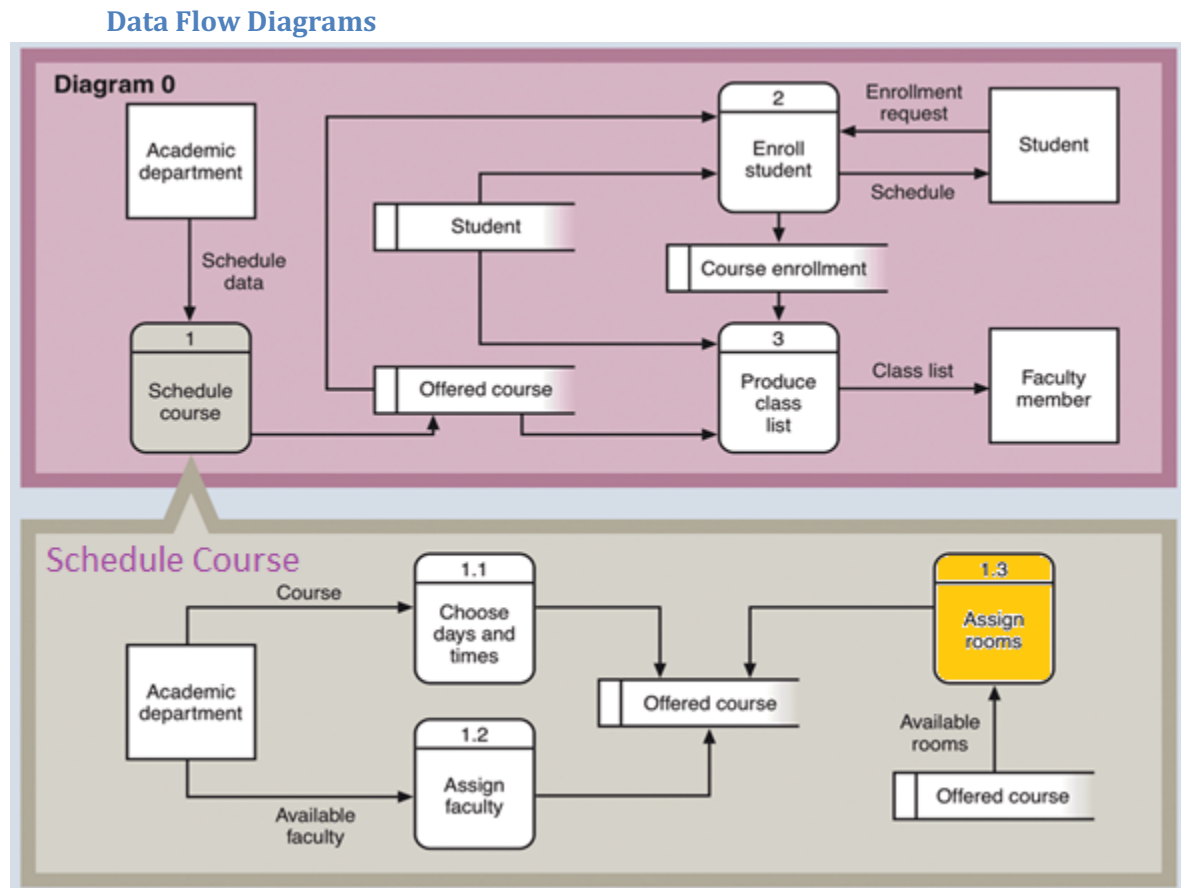 Data Flow Diagrams
Diagram 0
Academic
department
Schedule
data
1
Schedule
course
Student
Offered course
2
Enroll
student
Enrollment
request
Schedule
Student
Course enrollment
3
Produce
class
list
Class list
Faculty
member
Schedule Course
Academic
department
Course
1.1
Choose
days and
times
Available
faculty
1.2
Assign
faculty
Offered course
1.3
Assign
rooms
Available
rooms
Offered course